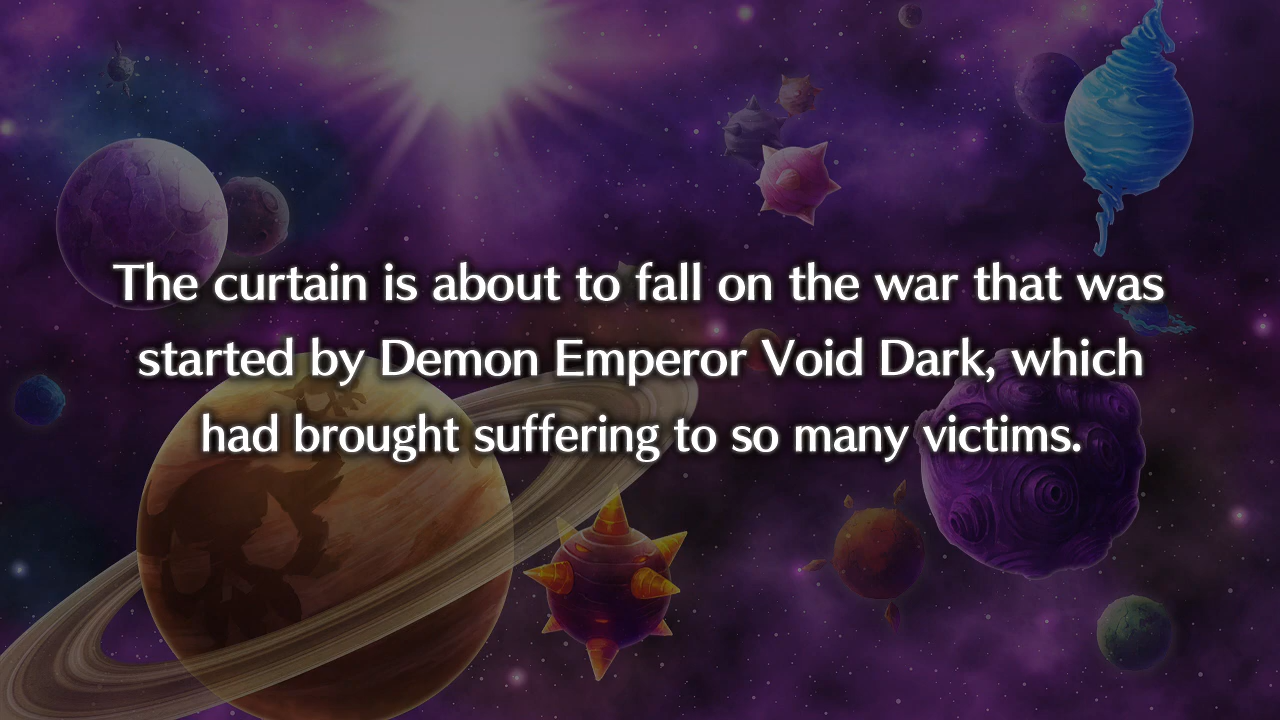 The curtain is about to fall on the war that was
started by Demon Emperor Void Dark, which
had brought suffering to so many victims.